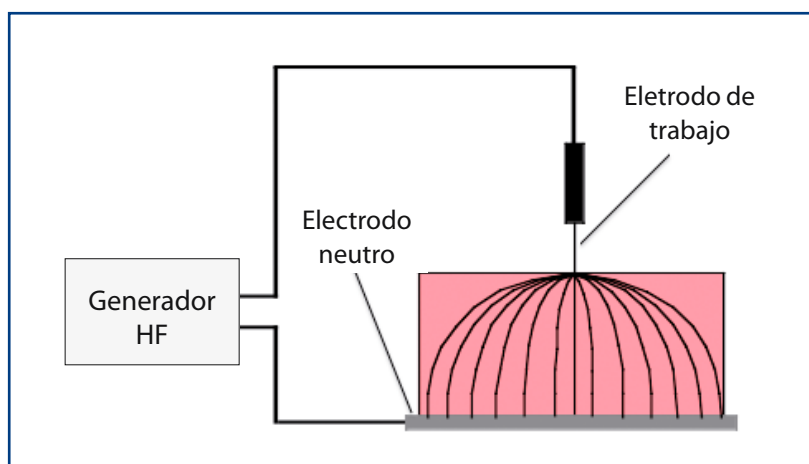 Eletrodo de
trabajo
Electrodo
neutro
Generador
HF